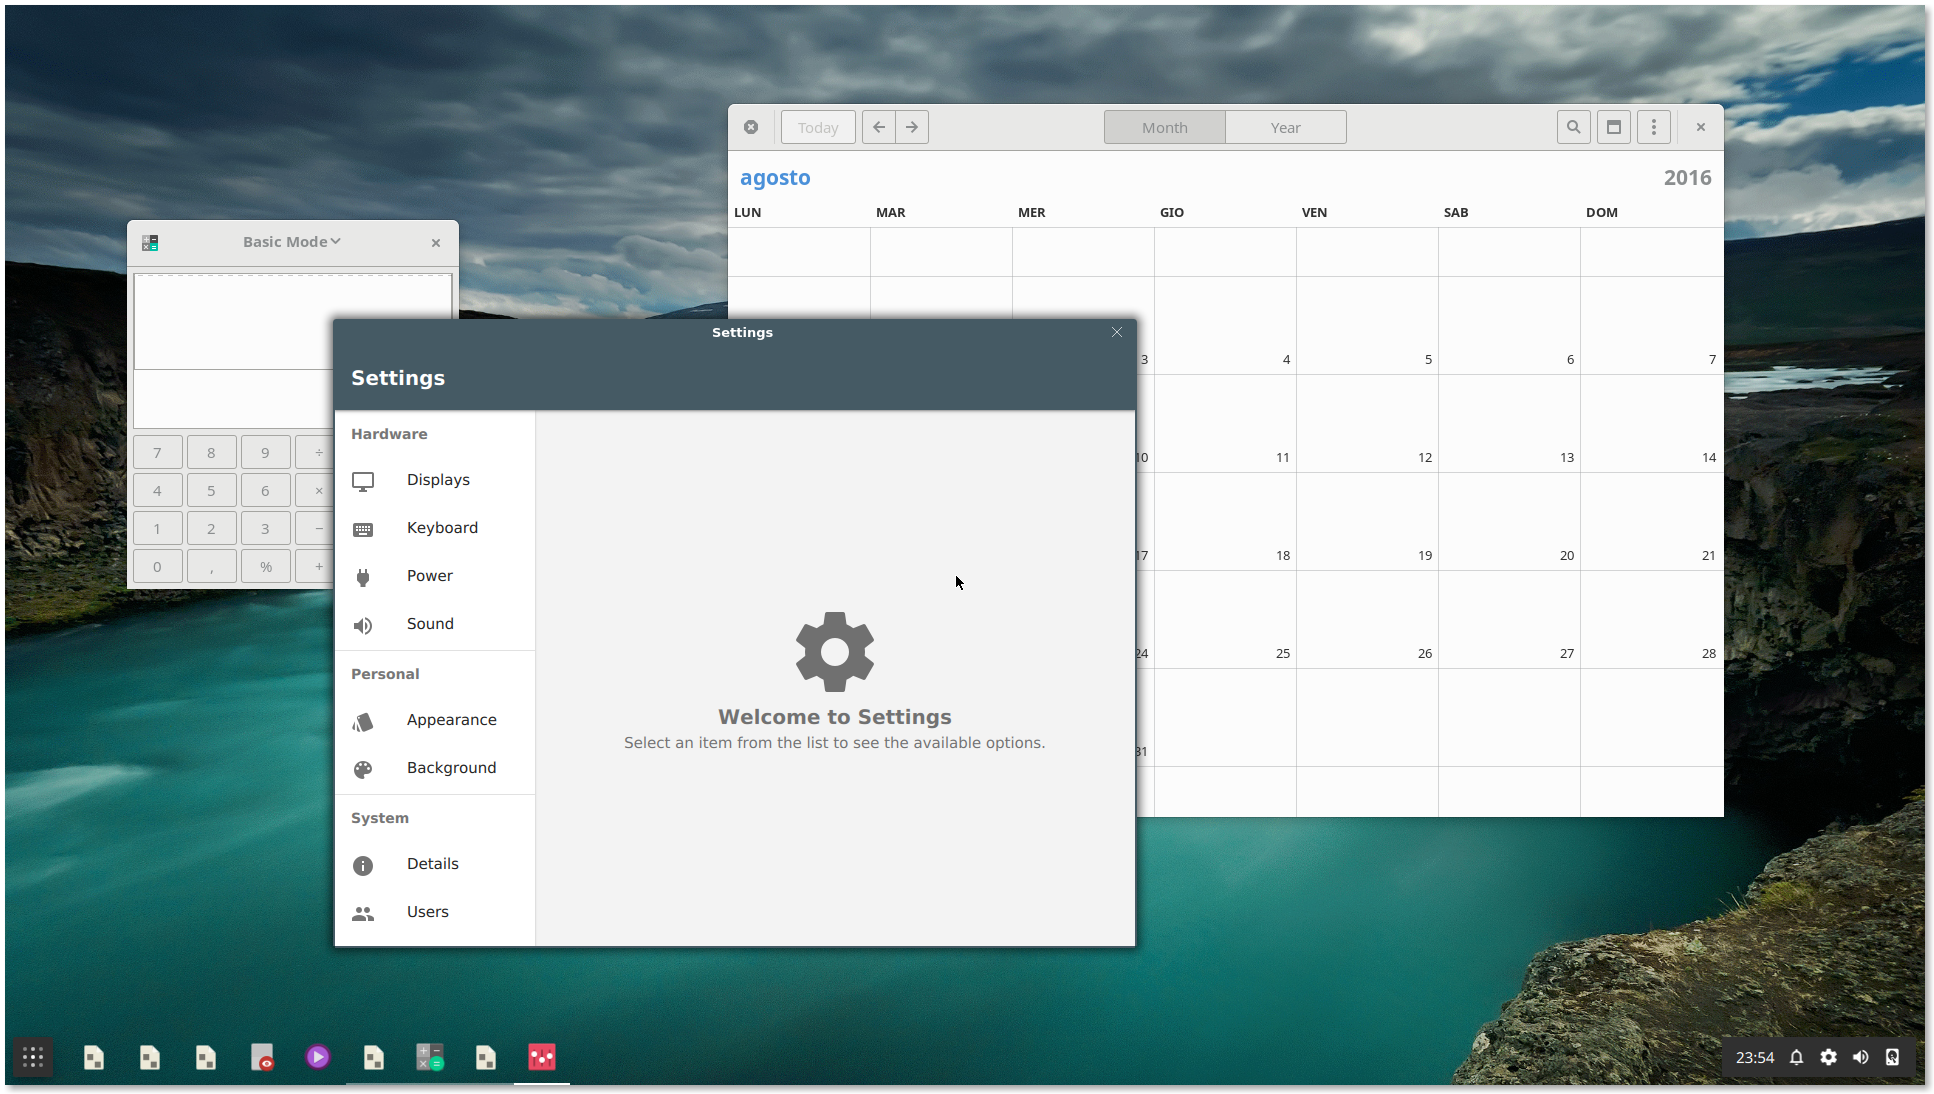 Today
Month
Year
agosto
2016
LUN MAR MER GIO VEN SAB DOM
3 4 5 6 7
10 11 12 13 14
17 18 19 20 21
24 25 26 27 28
31
Basic Mode
7 8 9 ÷
4 5 6 ×
1 2 3 −
0 , % +
Settings
Settings
Hardware
Displays
Keyboard
Power
Sound
Personal
Appearance
Background
System
Details
Users
Welcome to Settings
Select an item from the list to see the available options.
23:54